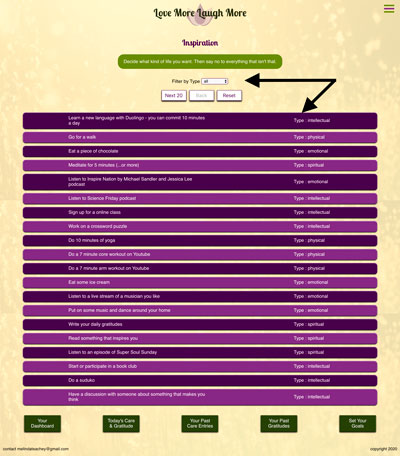 Love More Laugh More
Inspiration
Decide what kind of life you want. Then say no to everything that isn't that.
Filter by Type all
Next 20 Back Reset
Learn a new language with Duolingo - you can commit 10 minutes
a day
Type : intellectual
Go for a walk Type : physical
Eat a piece of chocolate Type : emotional
Meditate for 5 minutes (...or more) Type : spiritual
Listen to Inspire Nation by Michael Sandler and Jessica Lee
podcast
Type : emotional
Listen to Science Friday podcast Type : intellectual
Sign up for a online class Type : intellectual
Work on a crossword puzzle Type : intellectual
Do 10 minutes of yoga Type : physical
Do a 7 minute core workout on Youtube Type : physical
Do a 7 minute arm workout on Youtube Type : physical
Eat some ice cream Type : emotional
Listen to a live stream of a musician you like Type : emotional
Put on some music and dance around your home Type : emotional
Write your daily gratitudes Type : spiritual
Read something that inspires you Type : spiritual
Listen to an episode of Super Soul Sunday Type : spiritual
Start or participate in a book club Type : intellectual
Do a suduko Type : intellectual
Have a discussion with someone about something that makes you
think
Type : intellectual
Your
Dashboard
Today's Care
& Gratitude
Your Past
Care Entries
Your Past
Gratitudes
Set Your
Goals
copyright 2020